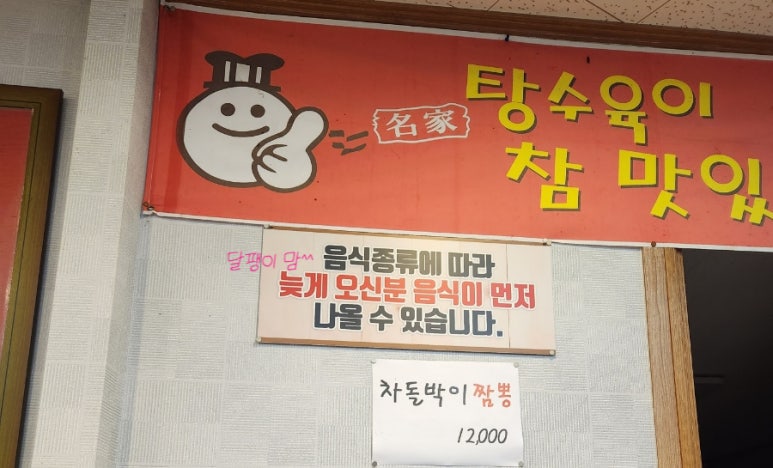 名家
탕수육이
참 맛있
달팽이 맘^^
음식종류에 따라
늦게 오신분 음식이 먼저
나올 수 있습니다.
차돌박이 짬뽕
12,000